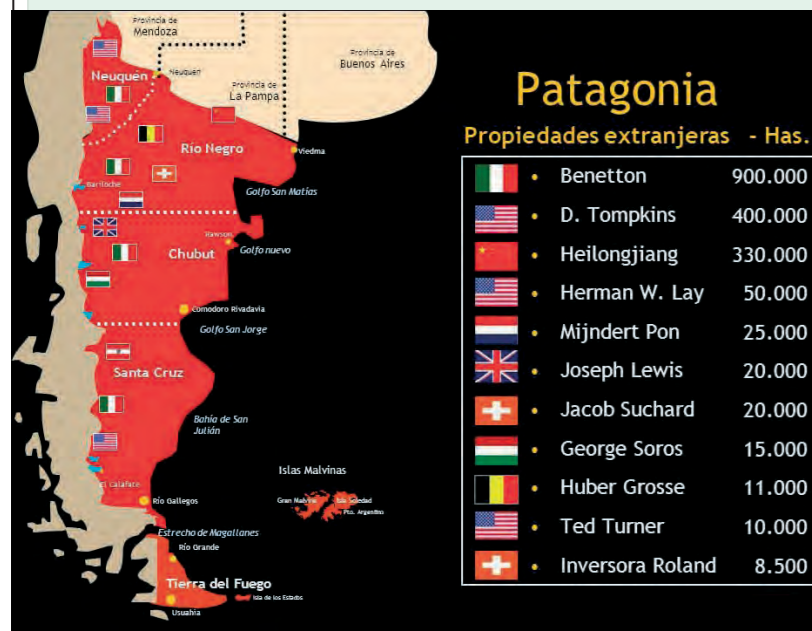 Provincia de
Mendoza
Provincia de
Buenos Aires
Neuquén
Neuquén
Provincia de
La Pampa
Río Negro
Viedma
Bariloche
Golfo San Matías
Rawson
Chubut
Golfo nuevo
Comodoro Rivadavia
Golfo San Jorge
Santa Cruz
Bahía de San
Julián
El Calafate
Río Gallegos
Islas Malvinas
Gran Malvina
Isla Soledad
Pto. Argentino
Estrecho de Magallanes
Río Grande
Tierra del Fuego
Isla de los Estados
Usuahia
Patagonia
Propiedades extranjeras - Has.
• Benetton 900.000
• D. Tompkins 400.000
• Heilongjiang 330.000
• Herman W. Lay 50.000
• Mijndert Pon 25.000
• Joseph Lewis 20.000
• Jacob Suchard 20.000
• George Soros 15.000
• Huber Grosse 11.000
• Ted Turner 10.000
• Inversora Roland 8.500